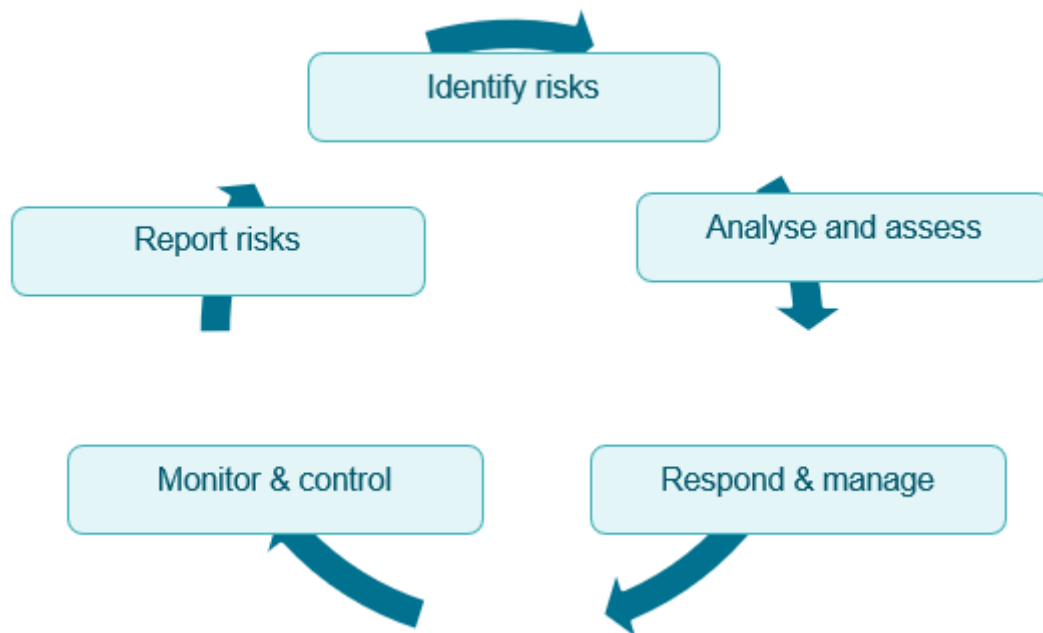 Identify risks
Analyse and assess
Respond & manage
Monitor & control
Report risks